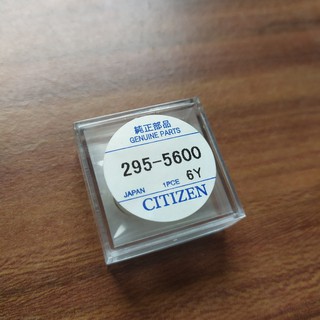 純正部品
GENUINE PARTS
295-5600
6Y
JAPAN 1PCE
CITIZEN